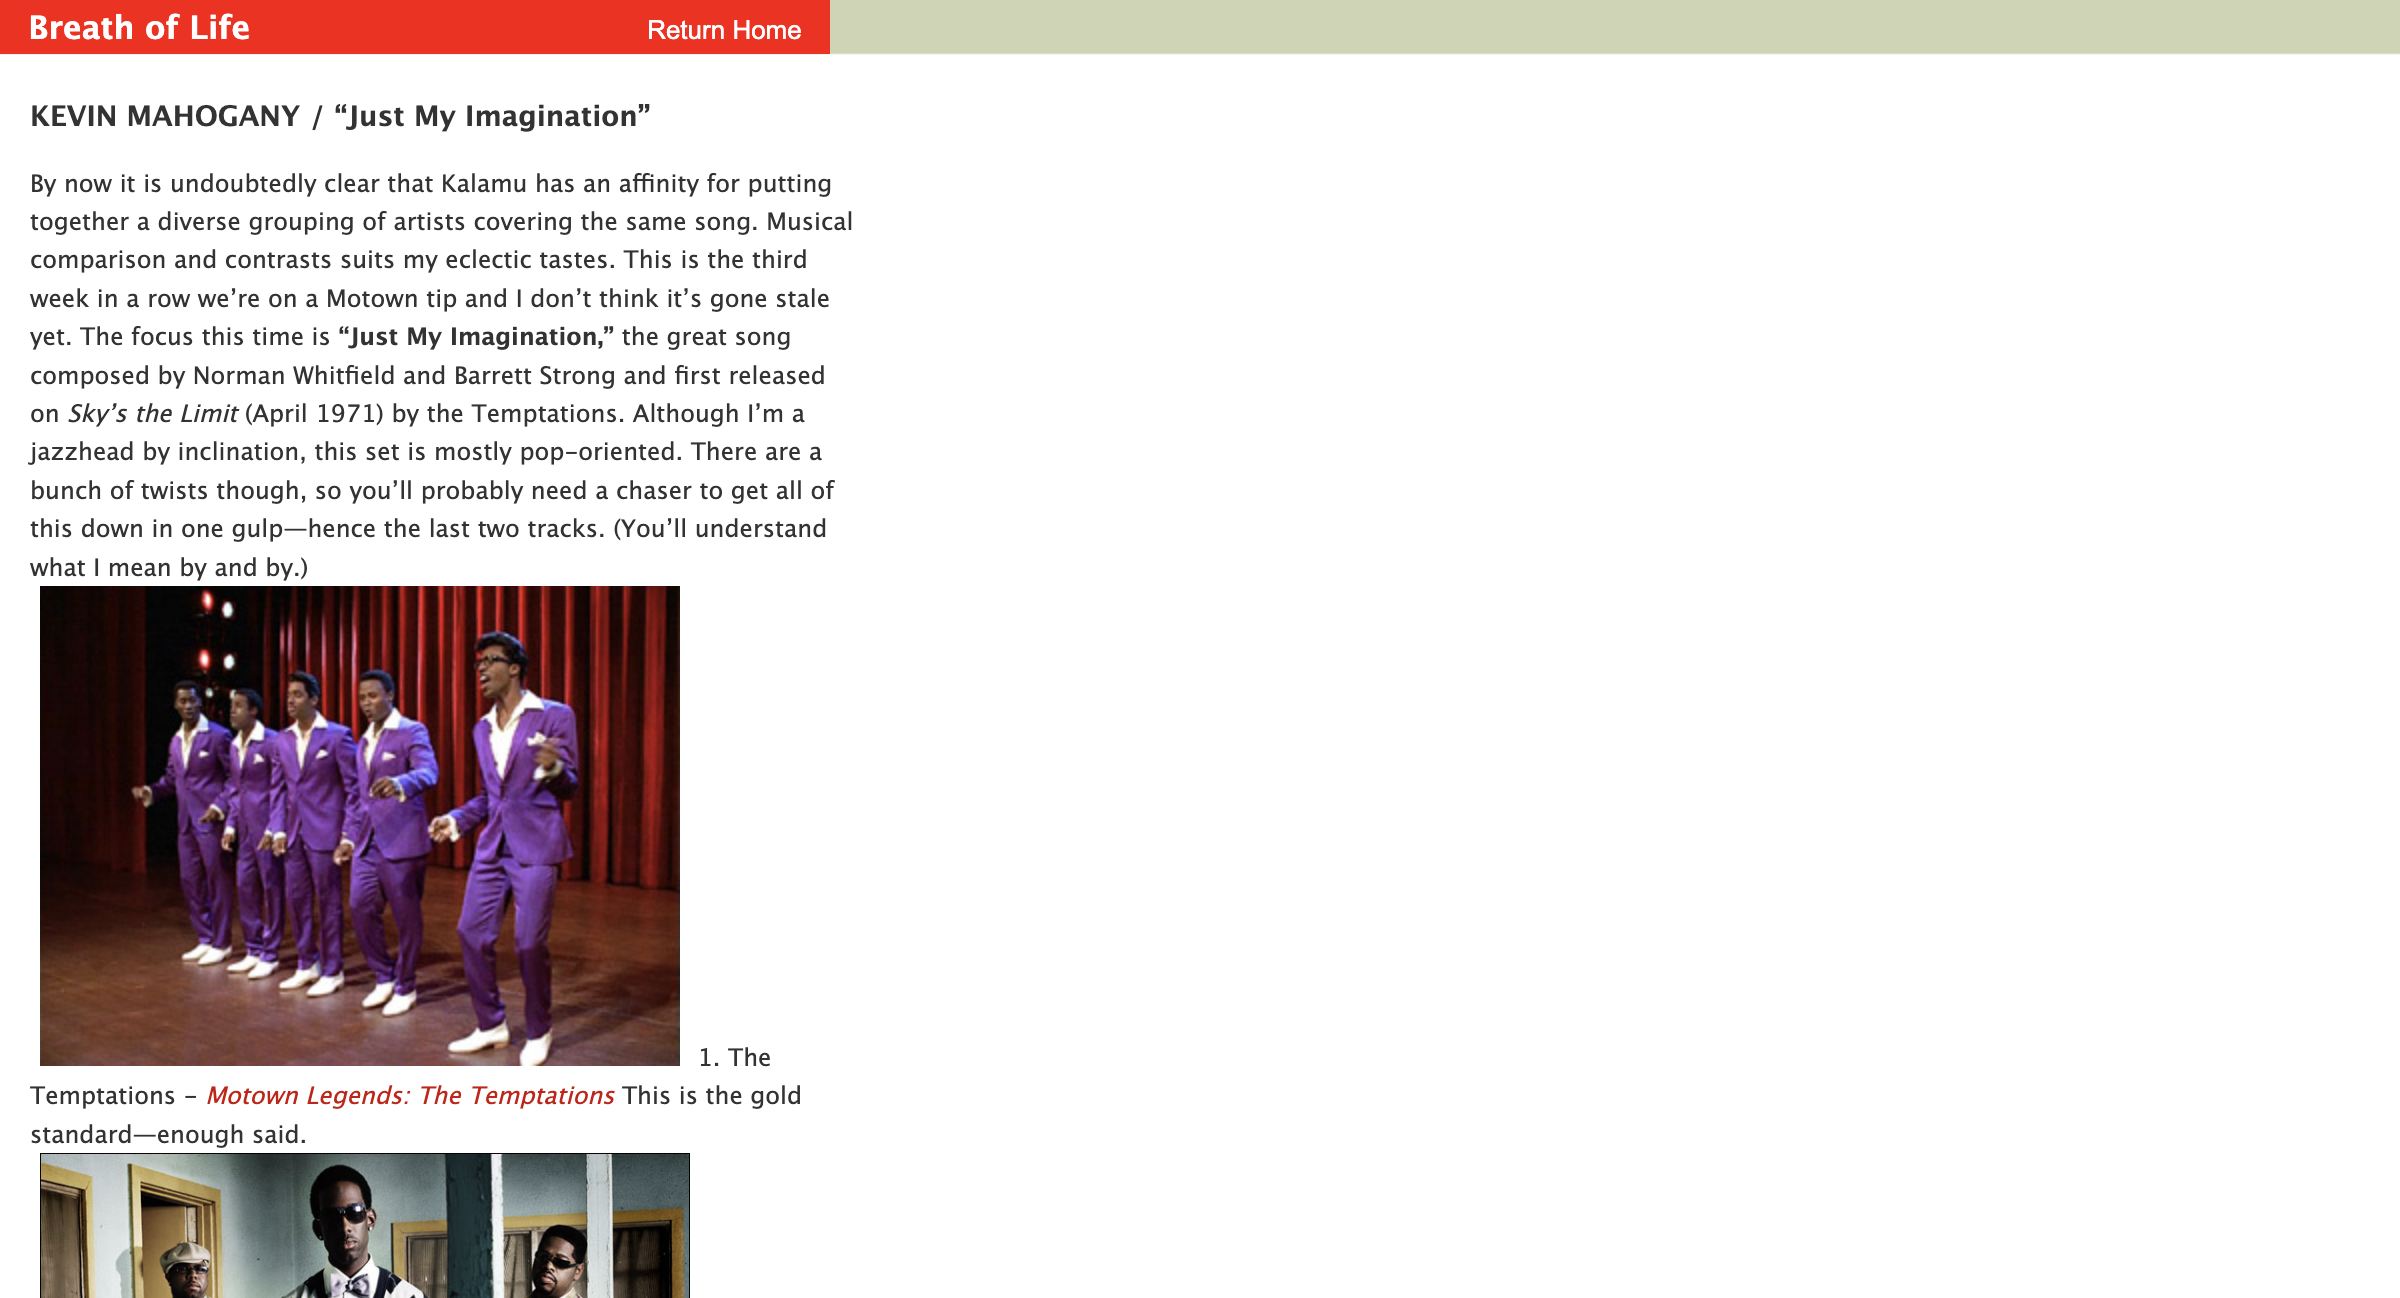 Breath of Life
Return Home
KEVIN MAHOGANY / “Just My Imagination”
By now it is undoubtedly clear that Kalamu has an affinity for putting
together a diverse grouping of artists covering the same song. Musical
comparison and contrasts suits my eclectic tastes. This is the third
week in a row we’re on a Motown tip and I don’t think it’s gone stale
yet. The focus this time is “Just My Imagination,” the great song
composed by Norman Whitfield and Barrett Strong and first released
on Sky’s the Limit (April 1971) by the Temptations. Although I’m a
jazzhead by inclination, this set is mostly pop-oriented. There are a
bunch of twists though, so you’ll probably need a chaser to get all of
this down in one gulp—hence the last two tracks. (You’ll understand
what I mean by and by.)
1. The
Temptations – Motown Legends: The Temptations This is the gold
standard—enough said.